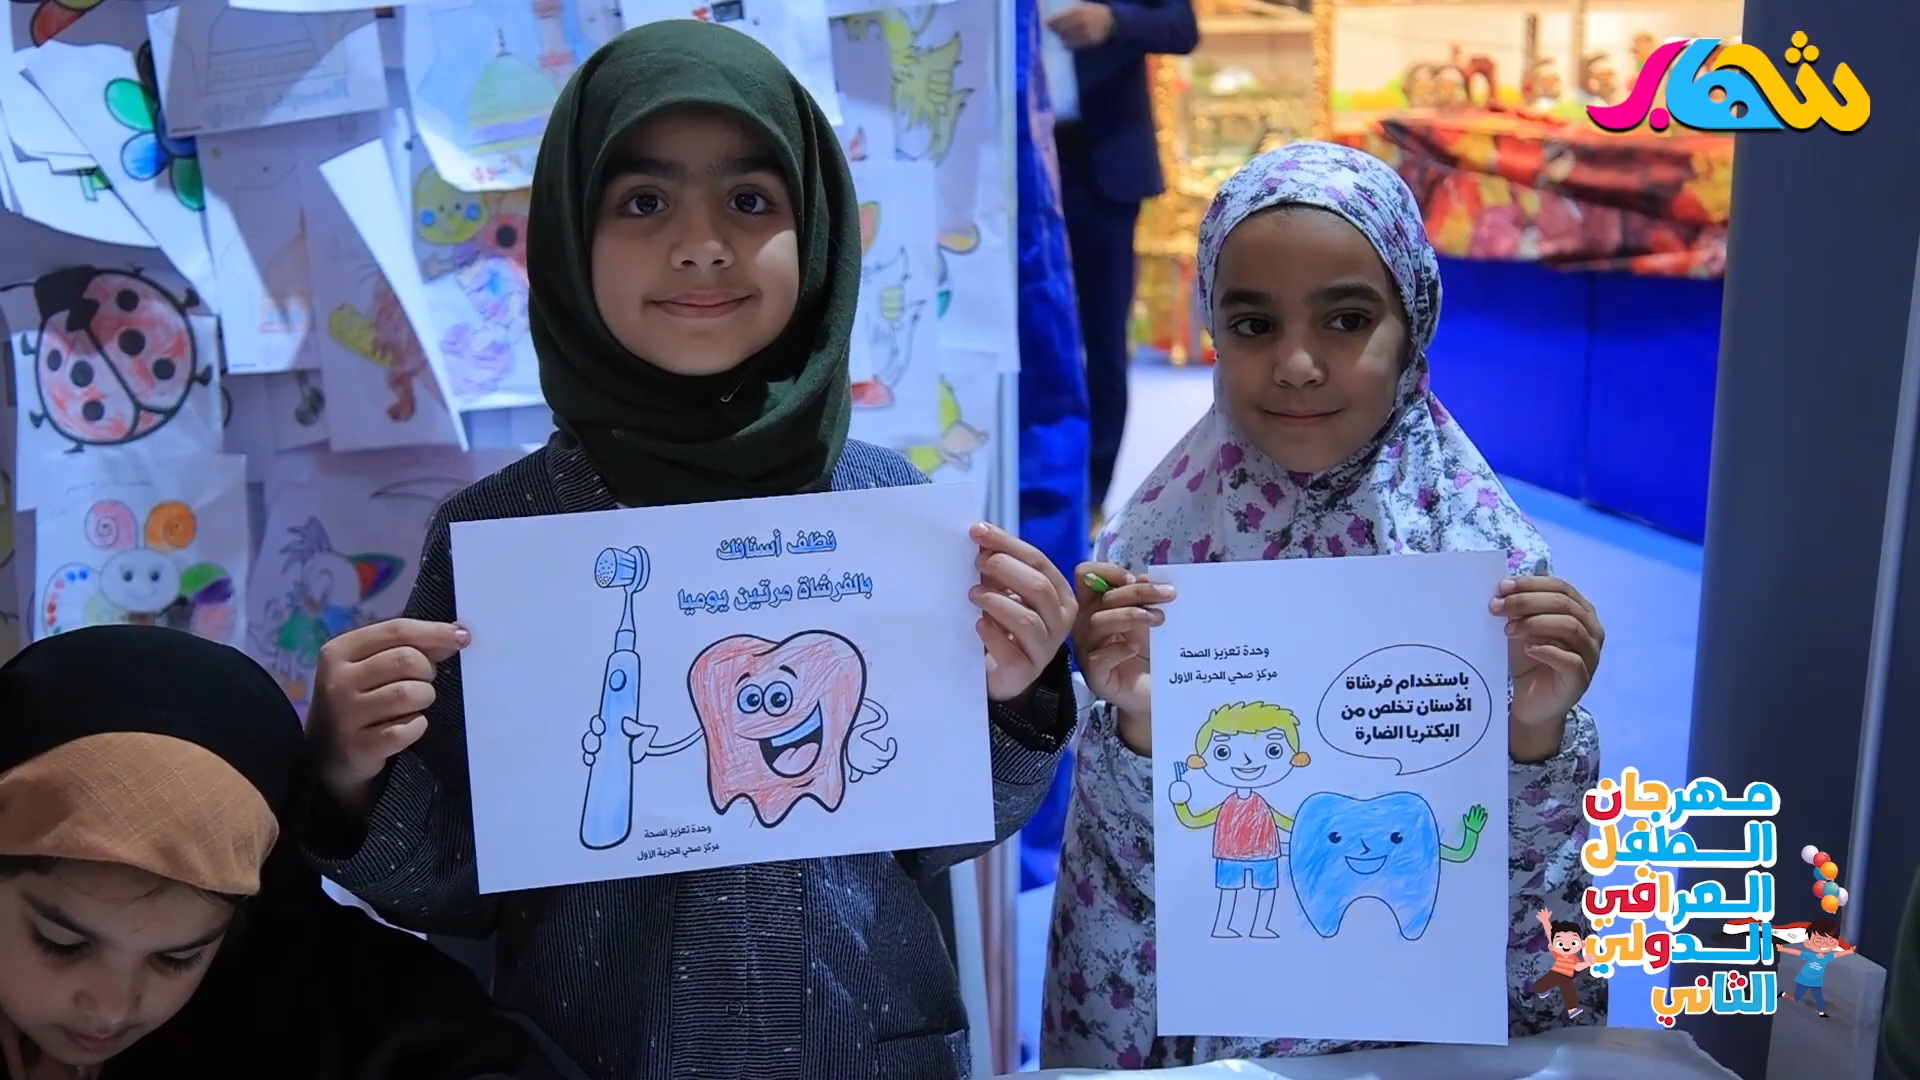 شهاب
نظف أسنانك
بالفرشاة مرتين يوميا
وحدة تعزيز الصحة
مركز صحي الحرية الأول
وحدة تعزيز الصحة
مركز صحي الحرية الأول
باستخدام فرشاة
الأسنان تخلص من
البكتريا الضارة
مهرجان
الطفل
العراقي
الدولي
الثاني